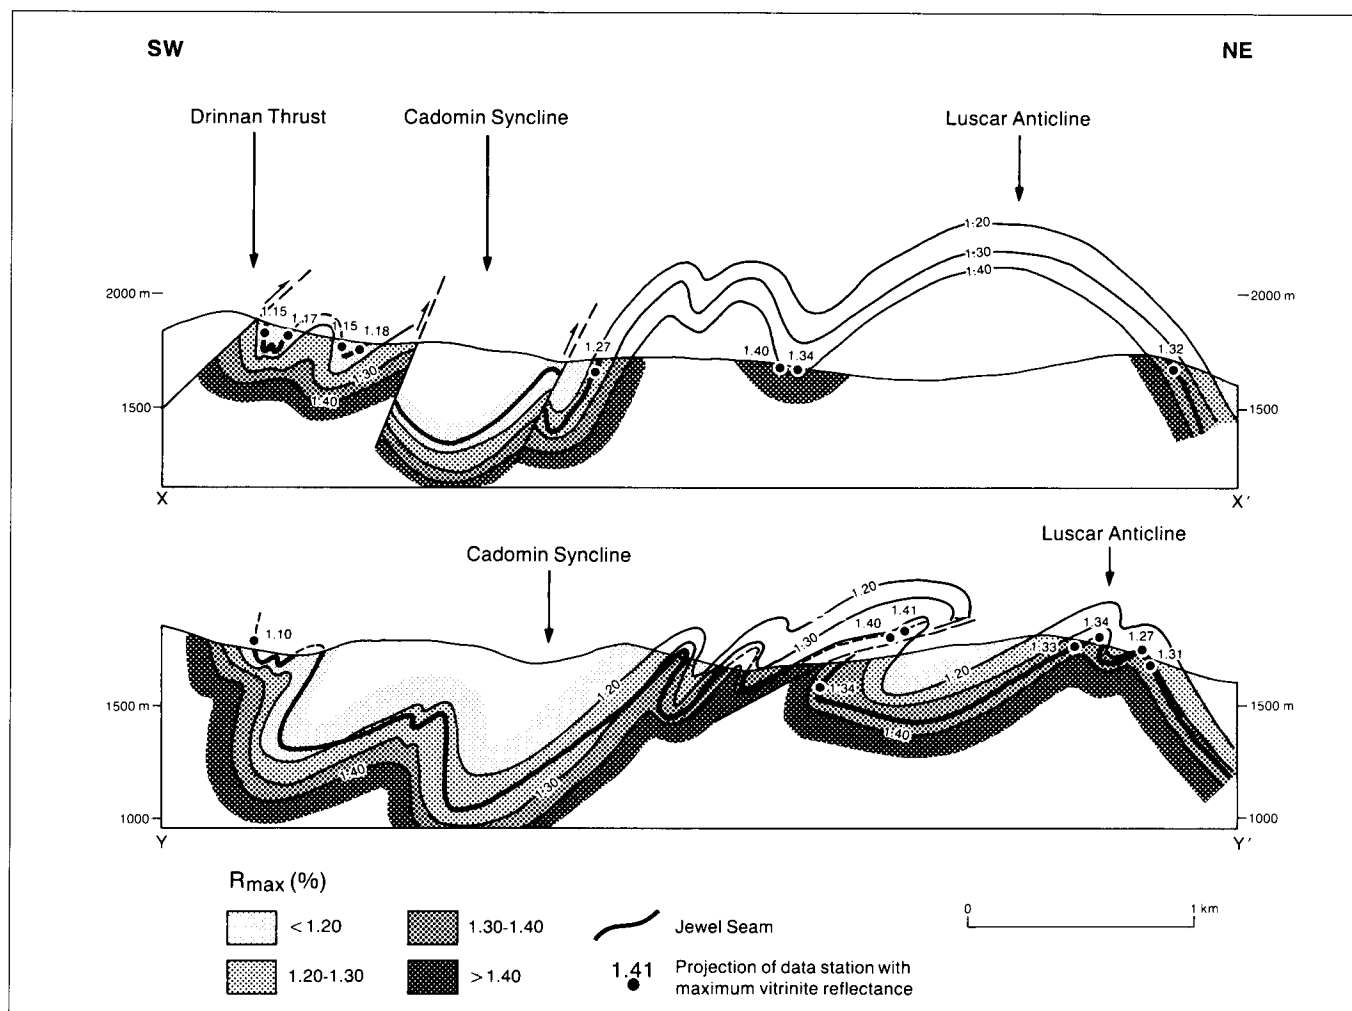 SW
NE
Drinnan Thrust
Cadomin Syncline
Luscar Anticline
1.20
1.30
1.40
2000 m
2000 m
1.15
1.17
15
1.18
1.30
1.40
1.27
1.40
1.34
1.32
1500
1500
X
X′
Cadomin Syncline
Luscar Anticline
1.10
1.20
1.30
1.40
1.41
1.40
1.20
1.30
1.34
1.20
1.40
1.33
1.34
1.27
1.31
1500 m
1500 m
1000
1000
Y
Y′
Rmax (%)
< 1.20
1.30-1.40
1.20-1.30
> 1.40
Jewel Seam
1.41
Projection of data station with
maximum vitrinite reflectance
0
1 km